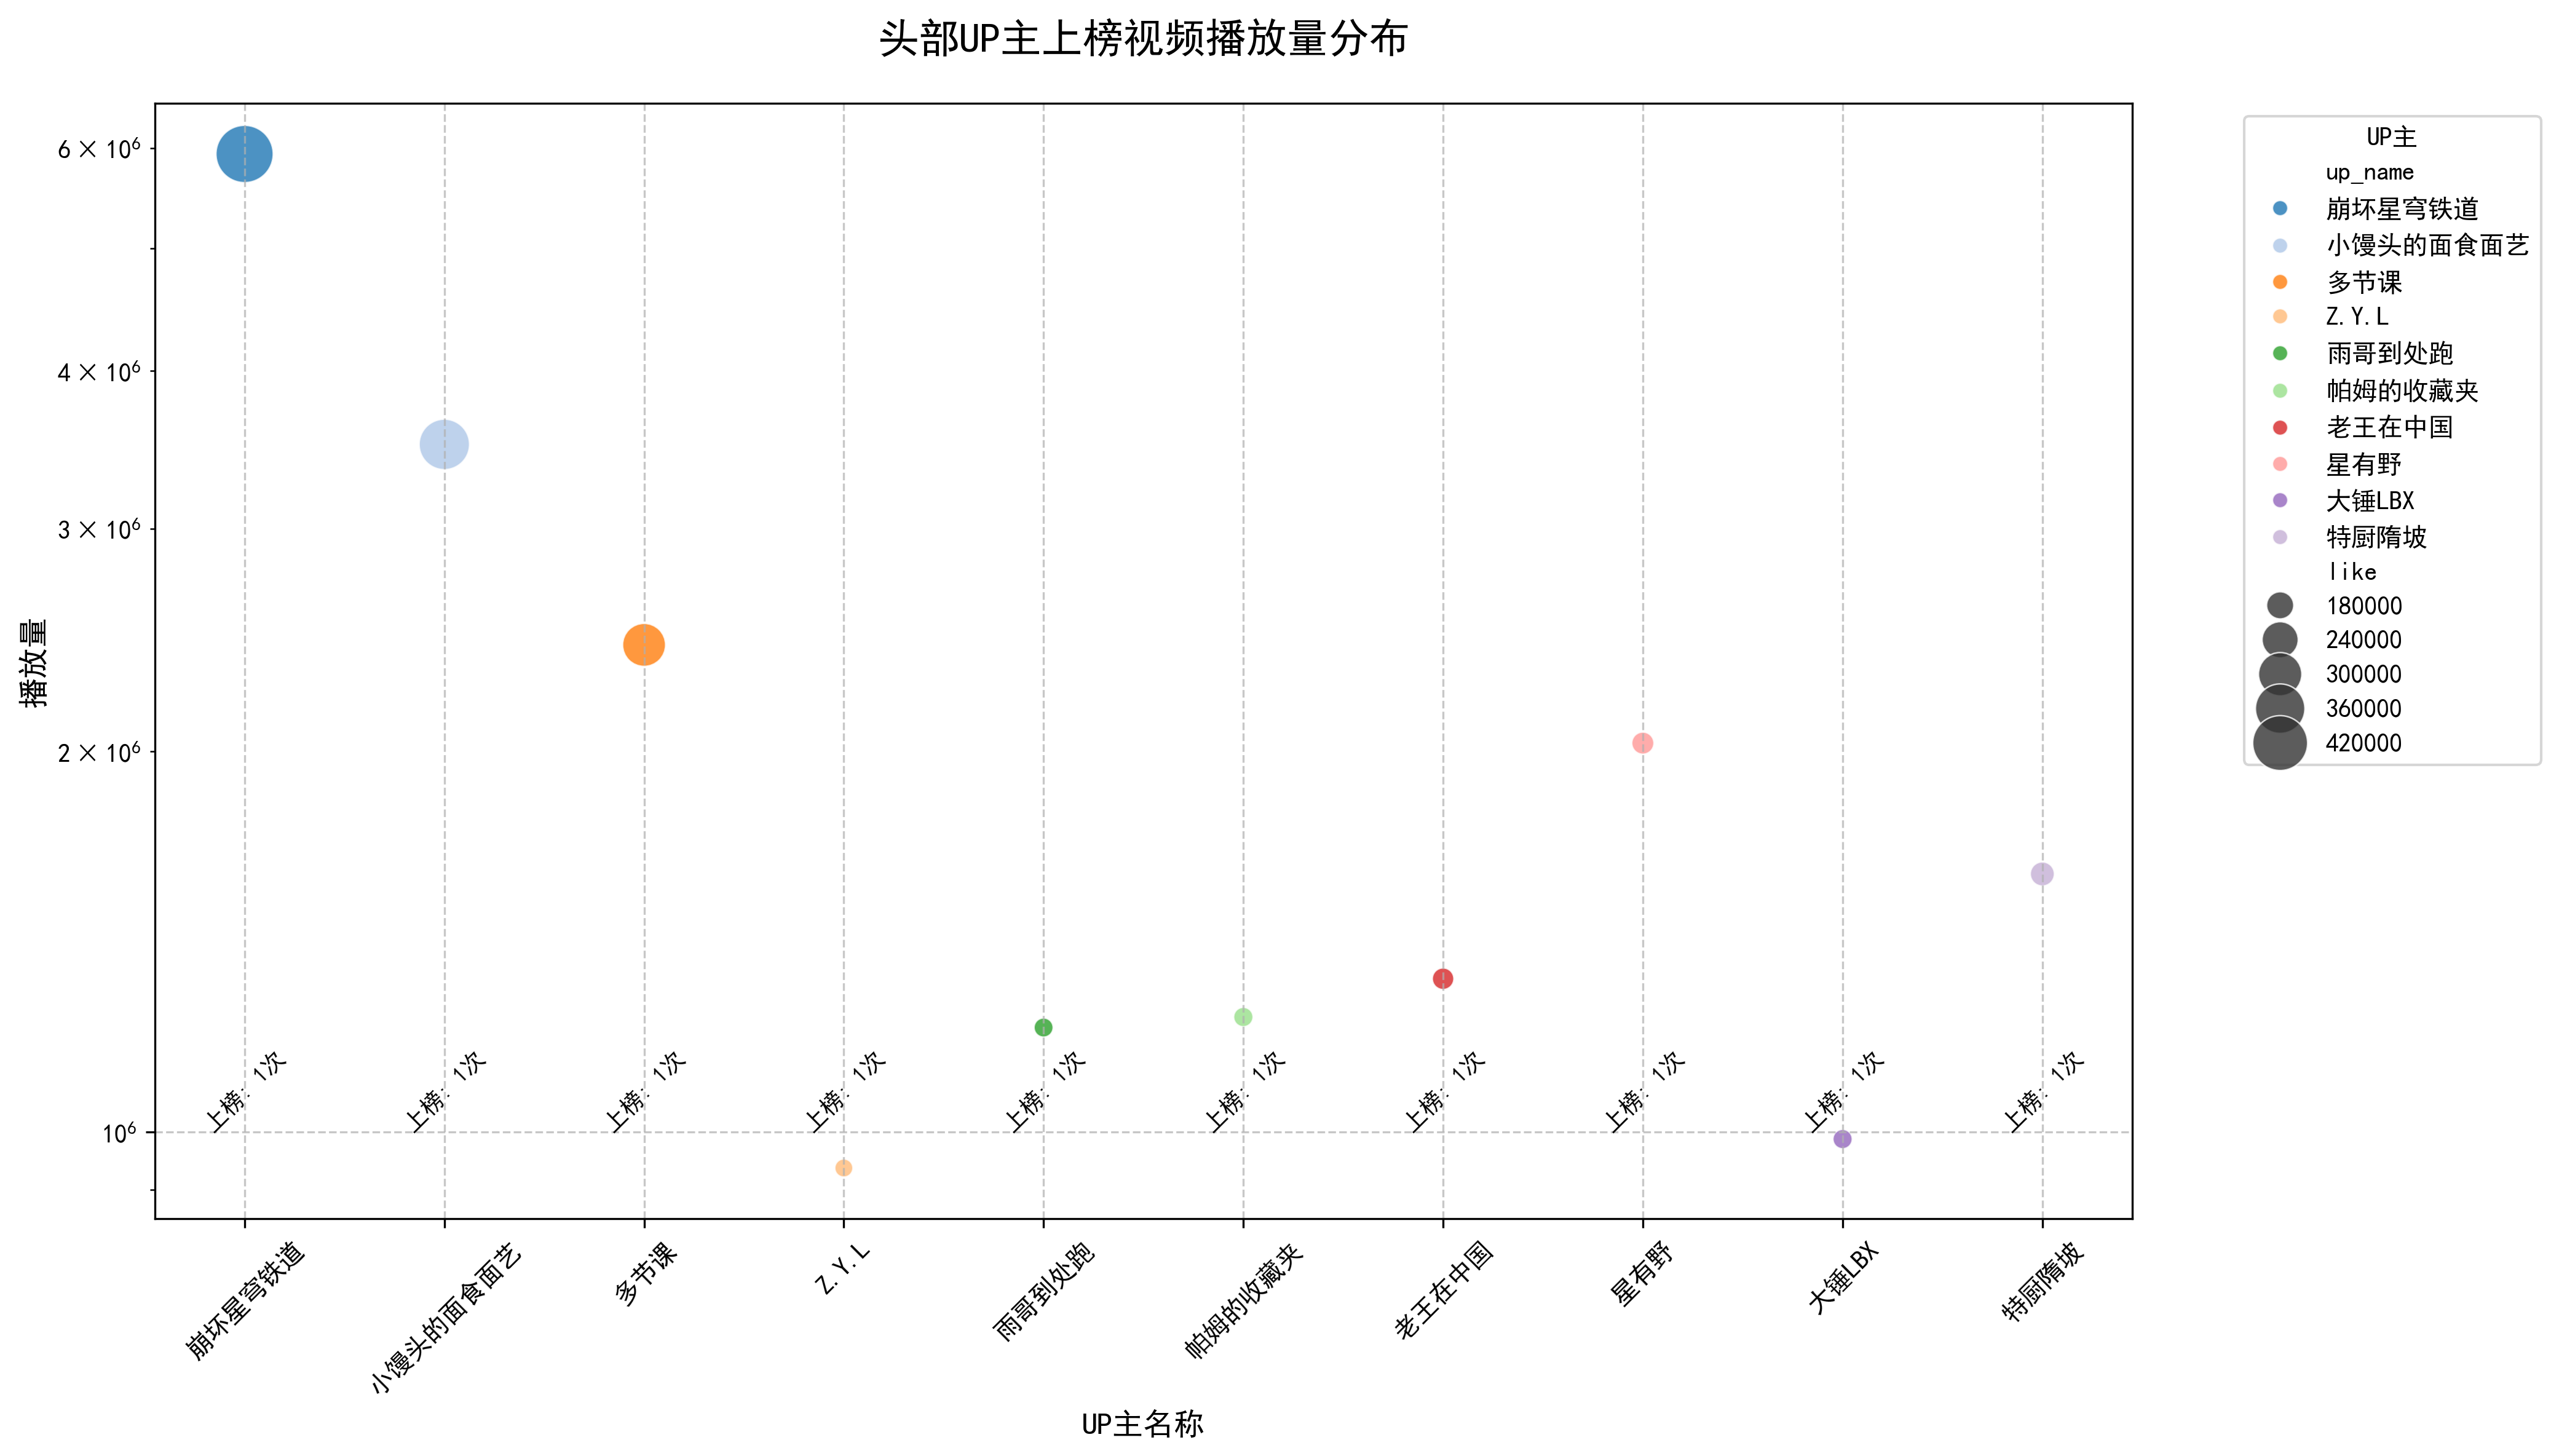 头部UP主上榜视频播放量分布
播放量
6 × 10⁶
4 × 10⁶
3 × 10⁶
2 × 10⁶
10⁶
上榜: 1次
上榜: 1次
上榜: 1次
上榜: 1次
上榜: 1次
上榜: 1次
上榜: 1次
上榜: 1次
上榜: 1次
上榜: 1次
崩坏星穹铁道
小馒头的面食面艺
多节课
Z.Y.L
雨哥到处跑
帕姆的收藏夹
老王在中国
星有野
大锤LBX
特厨隋坡
UP主名称
UP主
up_name
崩坏星穹铁道
小馒头的面食面艺
多节课
Z.Y.L
雨哥到处跑
帕姆的收藏夹
老王在中国
星有野
大锤LBX
特厨隋坡
like
180000
240000
300000
360000
420000